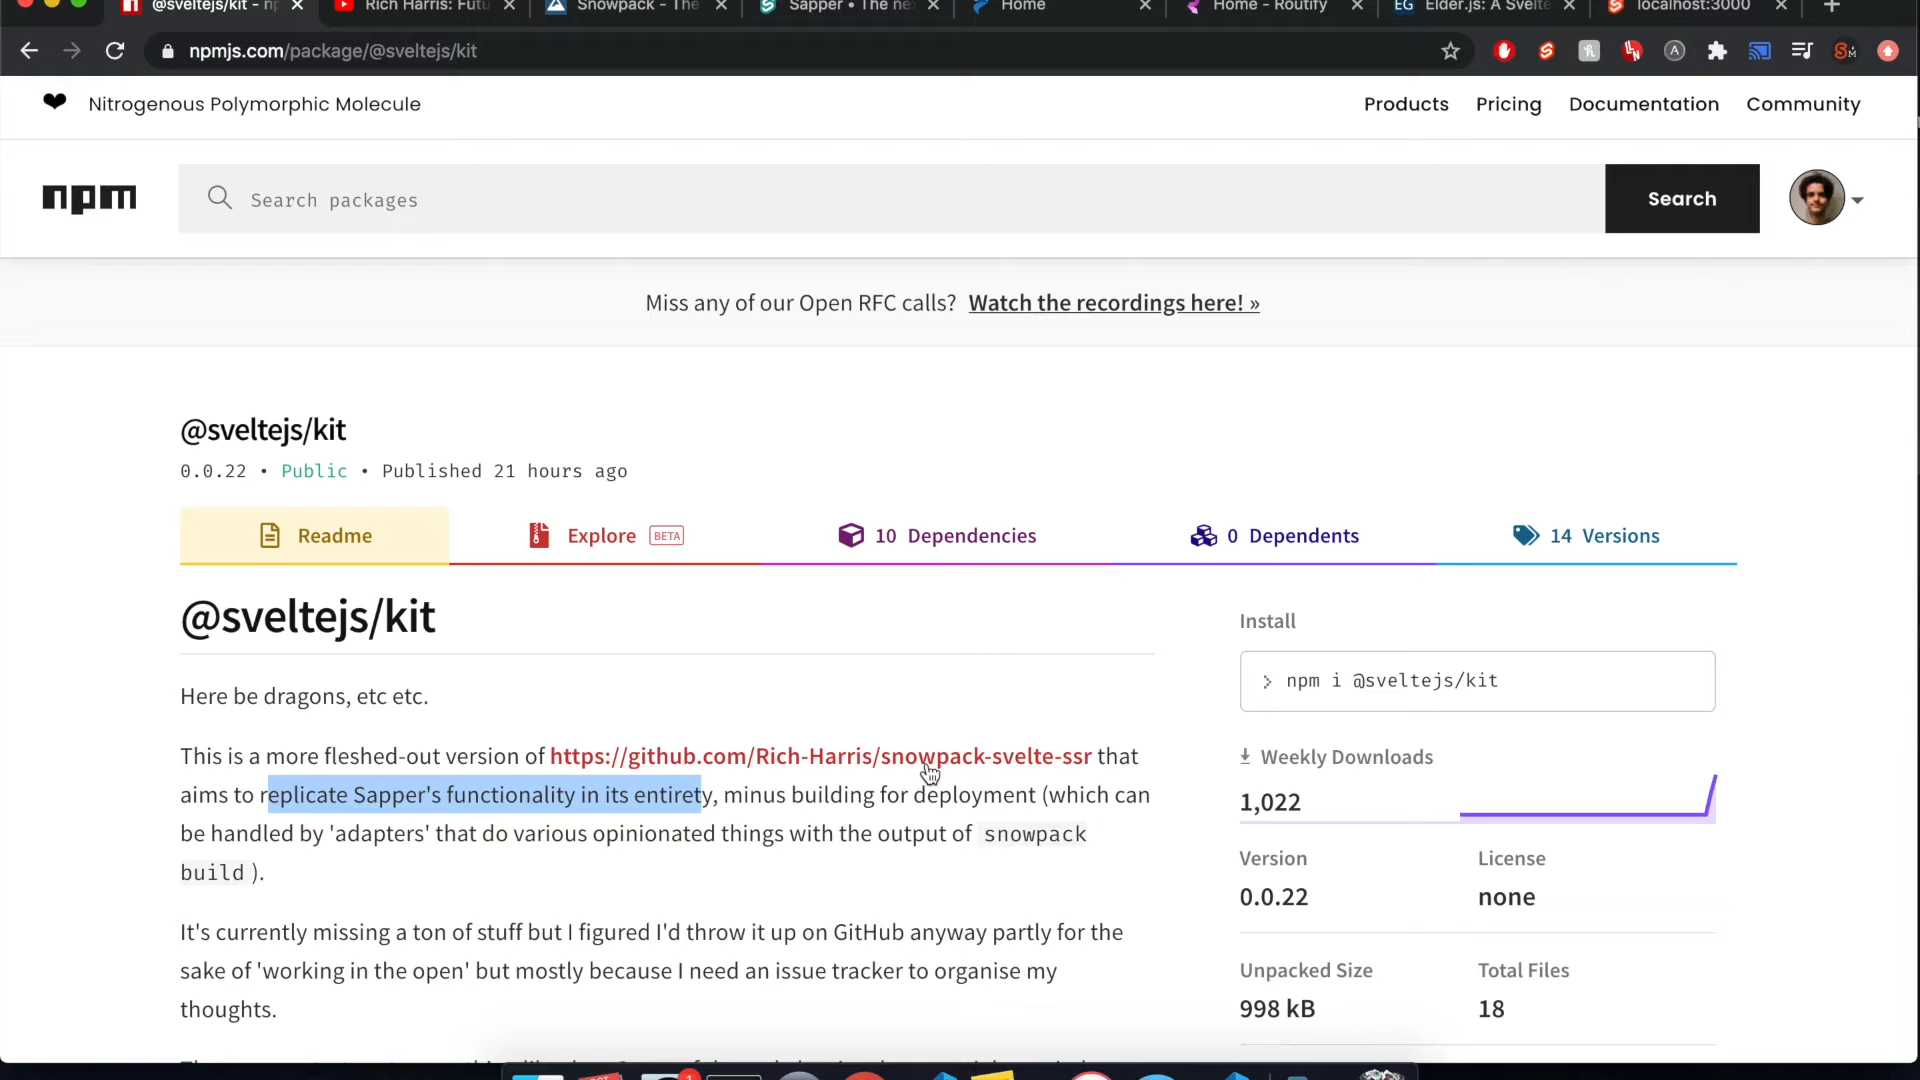 @sveltejs/kit - np
Rich Harris: Futu
Snowpack - The
Sapper • The ne
Home
Home - Routify
EG Elder.js: A Svelte
localhost:3000
npmjs.com/package/@sveltejs/kit
Nitrogenous Polymorphic Molecule
Products
Pricing
Documentation
Community
npm
Search packages
Search
Miss any of our Open RFC calls? Watch the recordings here! »
@sveltejs/kit
0.0.22 • Public • Published 21 hours ago
Readme
Explore BETA
10 Dependencies
0 Dependents
14 Versions
@sveltejs/kit
Here be dragons, etc etc.
This is a more fleshed-out version of https://github.com/Rich-Harris/snowpack-svelte-ssr that
aims to replicate Sapper's functionality in its entirety, minus building for deployment (which can
be handled by 'adapters' that do various opinionated things with the output of snowpack
build ).
It's currently missing a ton of stuff but I figured I'd throw it up on GitHub anyway partly for the
sake of 'working in the open' but mostly because I need an issue tracker to organise my
thoughts.
Install
npm i @sveltejs/kit
Weekly Downloads
1,022
Version
License
0.0.22
none
Unpacked Size
Total Files
998 kB
18